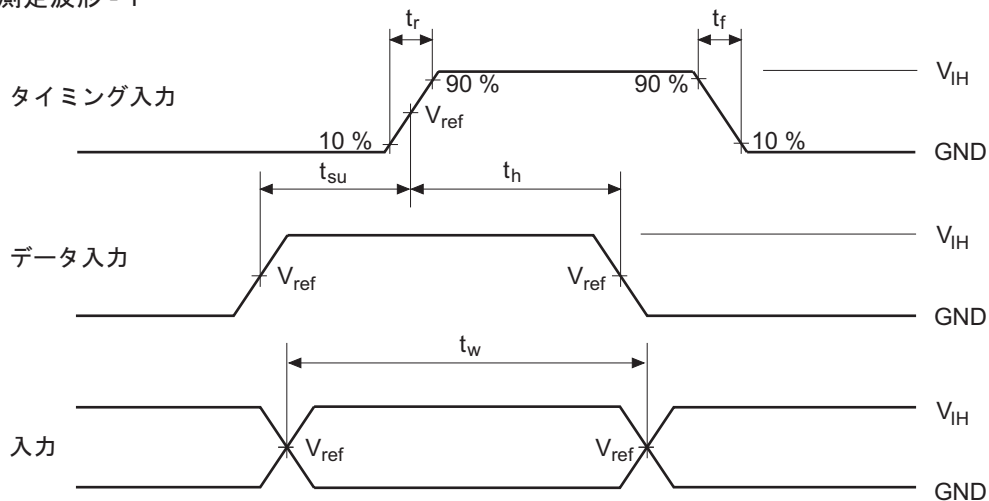 測定波形 - 1
tr tf
タイミング入力 90 % 90 % VIH
Vref
10 % 10 % GND
tsu th
データ入力 VIH
Vref Vref
GND
tw
VIH
入力 Vref Vref
GND